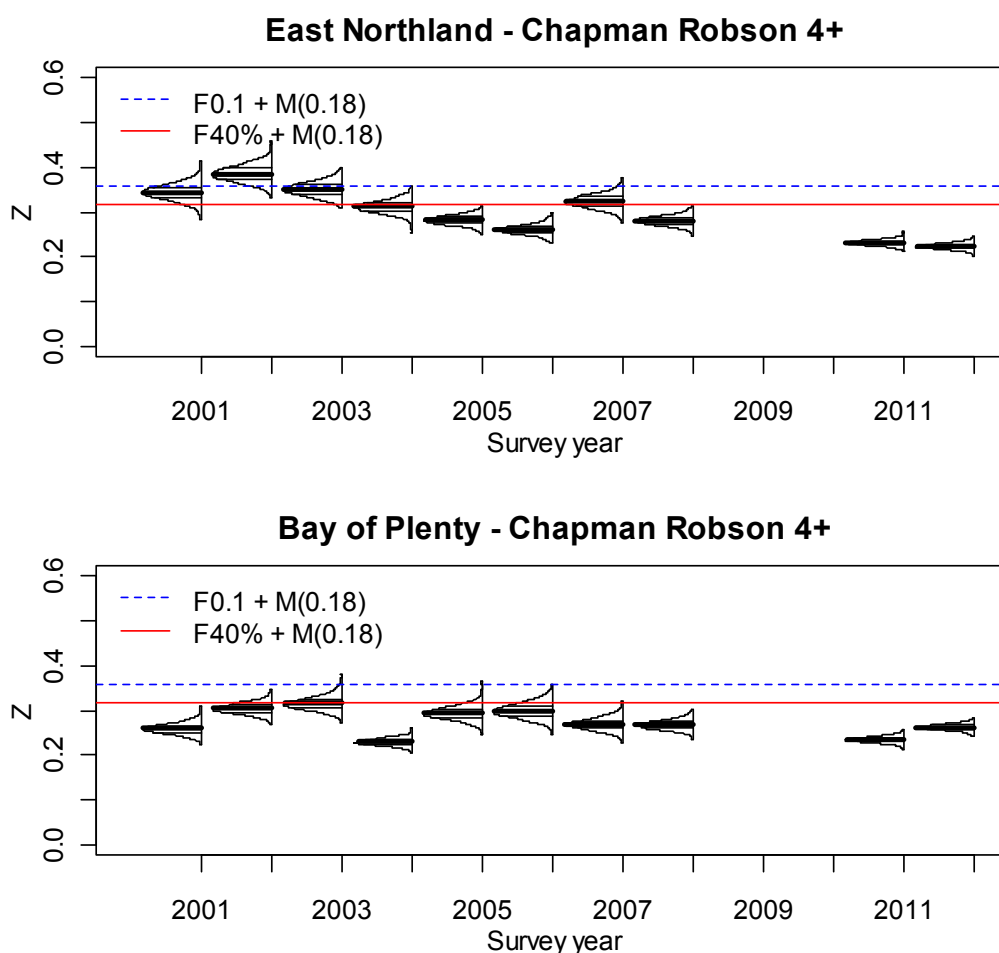 East Northland - Chapman Robson 4+
0.6
F0.1 + M(0.18)
F40% + M(0.18)
0.4
Z
0.2
0.0
2001 2003 2005 2007 2009 2011
Survey year
Bay of Plenty - Chapman Robson 4+
0.6
F0.1 + M(0.18)
F40% + M(0.18)
0.4
Z
0.2
0.0
2001 2003 2005 2007 2009 2011
Survey year